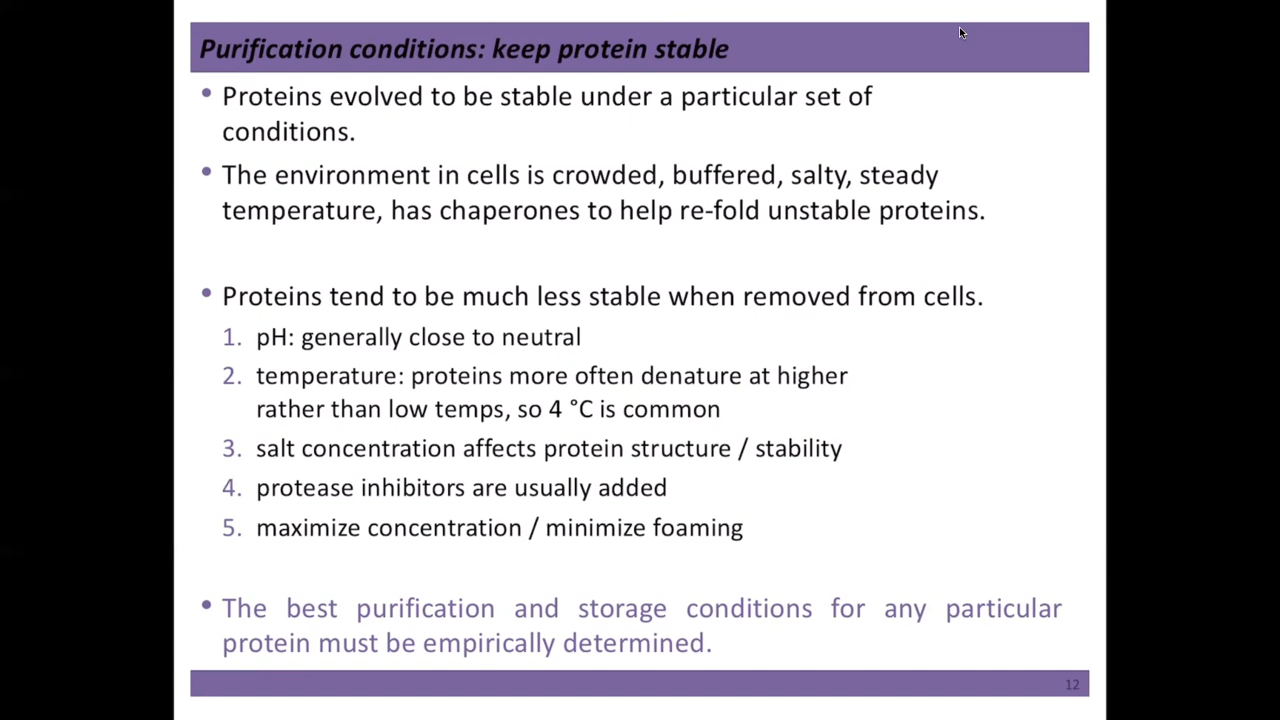 Purification conditions: keep protein stable
• Proteins evolved to be stable under a particular set of
conditions.
• The environment in cells is crowded, buffered, salty, steady
temperature, has chaperones to help re-fold unstable proteins.
• Proteins tend to be much less stable when removed from cells.
1. pH: generally close to neutral
2. temperature: proteins more often denature at higher
rather than low temps, so 4 °C is common
3. salt concentration affects protein structure / stability
4. protease inhibitors are usually added
5. maximize concentration / minimize foaming
• The best purification and storage conditions for any particular
protein must be empirically determined.
12